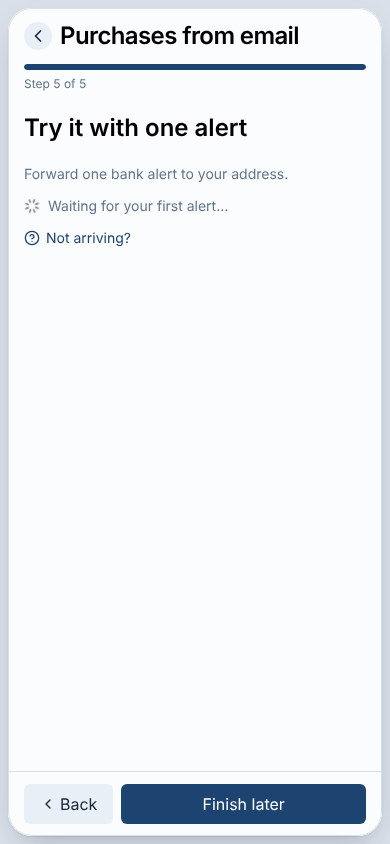 Purchases from email
Step 5 of 5
Try it with one alert
Forward one bank alert to your address.
Waiting for your first alert...
Not arriving?
Back
Finish later